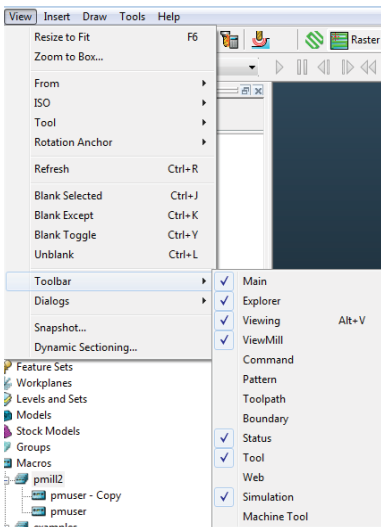 View Insert Draw Tools Help
Resize to Fit F6
Zoom to Box...
Raster
From
ISO
Tool
Rotation Anchor
Refresh Ctrl+R
Blank Selected Ctrl+J
Blank Except Ctrl+K
Blank Toggle Ctrl+Y
Unblank Ctrl+L
Toolbar
Dialogs
Snapshot...
Dynamic Sectioning...
Main
Explorer
Viewing Alt+V
ViewMill
Command
Pattern
Toolpath
Boundary
Status
Tool
Web
Simulation
Machine Tool
Feature Sets
Workplanes
Levels and Sets
Models
Stock Models
Groups
Macros
pmill2
pmuser - Copy
pmuser
examples